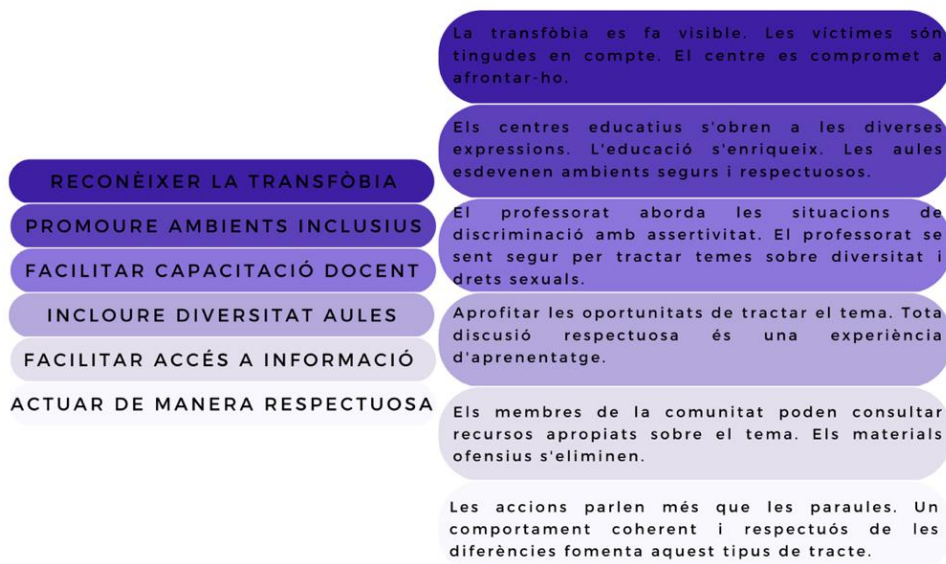 RECONÈIXER LA TRANSFÒBIA
PROMOURE AMBIENTS INCLUSIUS
FACILITAR CAPACITACIÓ DOCENT
INCLOURE DIVERSITAT AULES
FACILITAR ACCÉS A INFORMACIÓ
ACTUAR DE MANERA RESPECTUOSA
La transfòbia es fa visible. Les víctimes són
tingudes en compte. El centre es compromet a
afrontar-ho.
Els centres educatius s'obren a les diverses
expressions. L'educació s'enriqueix. Les aules
esdevenen ambients segurs i respectuosos.
El professorat aborda les situacions de
discriminació amb assertivitat. El professorat se
sent segur per tractar temes sobre diversitat i
drets sexuals.
Aprofitar les oportunitats de tractar el tema. Tota
discusió respectuosa és una experiència
d'aprenentatge.
Els membres de la comunitat poden consultar
recursos apropiats sobre el tema. Els materials
ofensius s'eliminen.
Les accions parlen més que les paraules. Un
comportament coherent i respectuós de les
diferències fomenta aquest tipus de tracte.